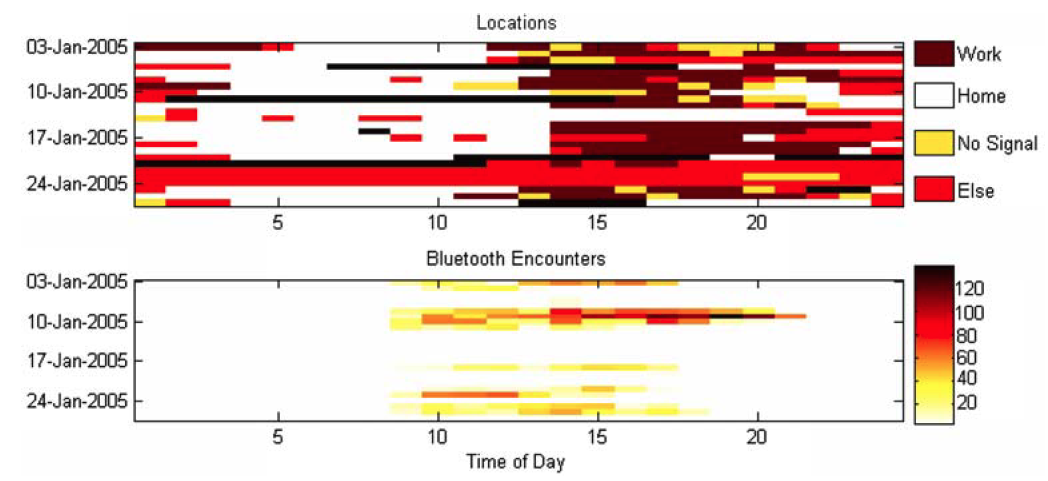 Locations
03-Jan-2005
10-Jan-2005
17-Jan-2005
24-Jan-2005
5 10 15 20
Work
Home
No Signal
Else
Bluetooth Encounters
03-Jan-2005
10-Jan-2005
17-Jan-2005
24-Jan-2005
5 10 15 20
Time of Day
120
100
80
60
40
20